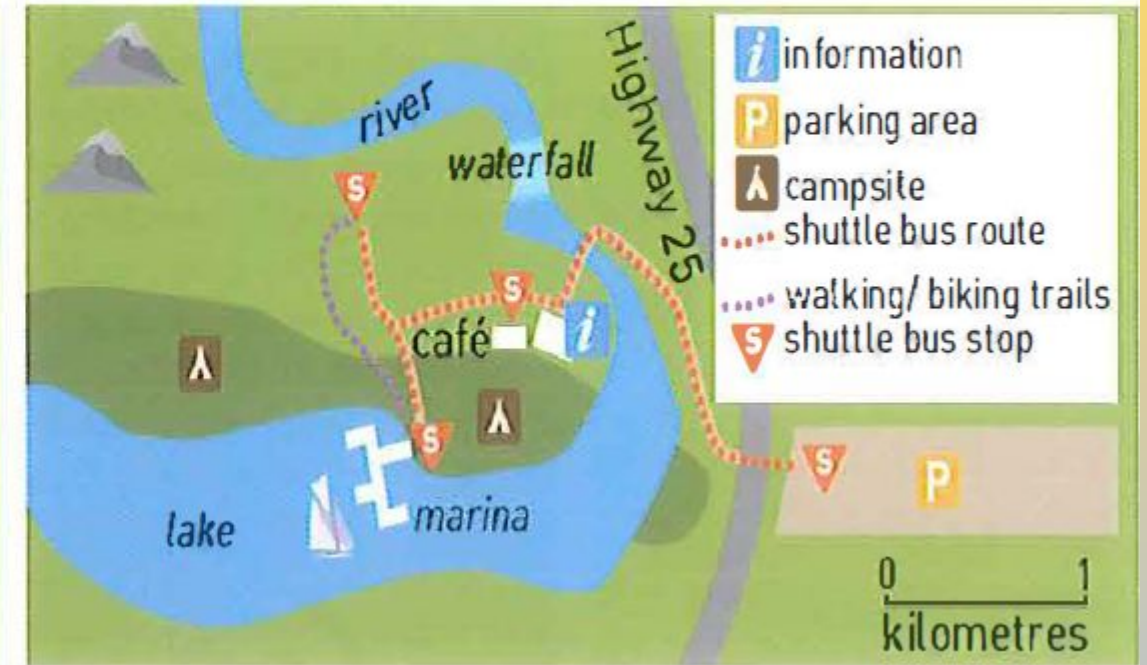 river
waterfall
Highway 25
café
i
lake
marina
S
S
S
S
P
i information
P parking area
campsite
shuttle bus route
walking/ biking trails
S shuttle bus stop
0 1
kilometres